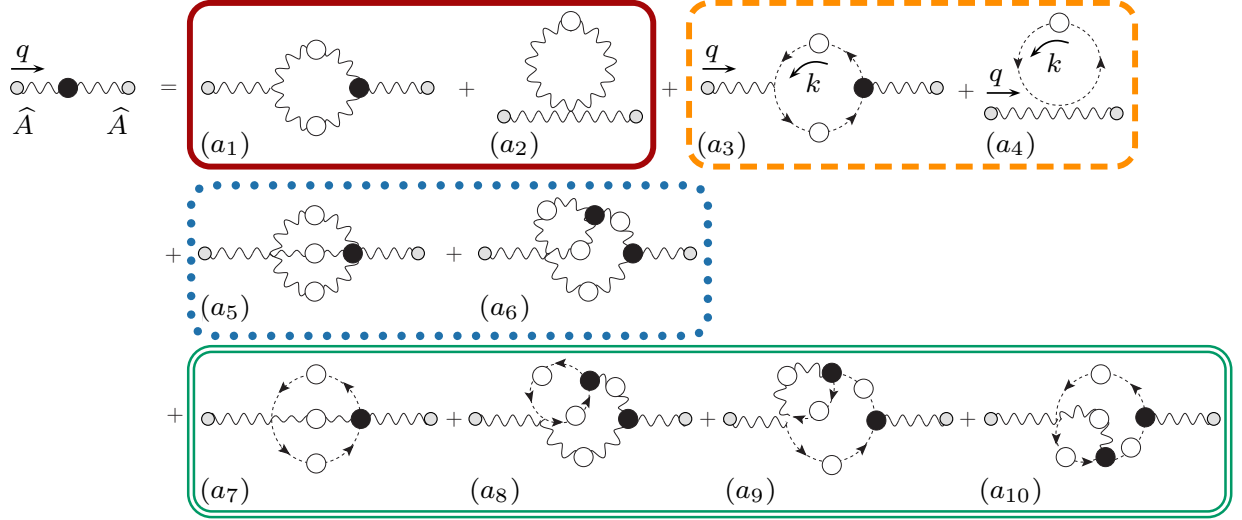 q = + + q k + q k
Â Â (a₁) (a₂) (a₃) (a₄)
+ +
(a₅) (a₆)
+ + + +
(a₇) (a₈) (a₉) (a₁₀)